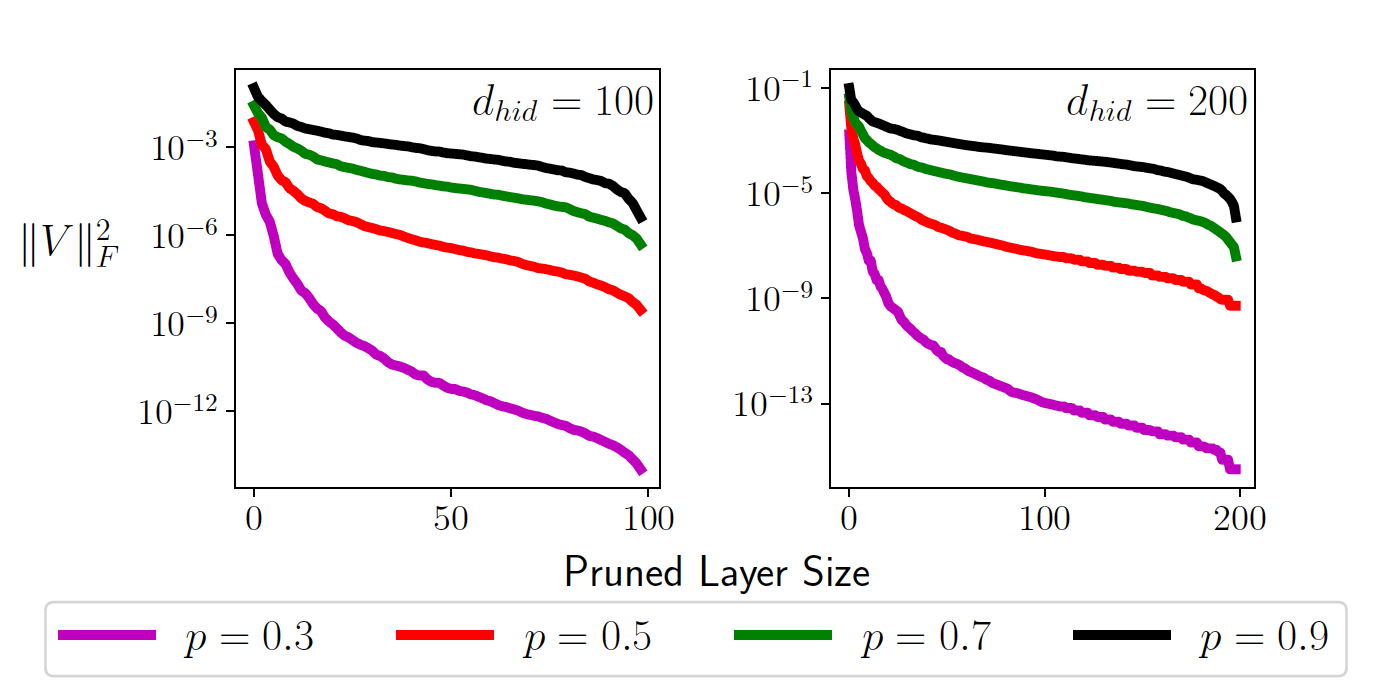 d_{hid} = 100
10^{-3}
10^{-6}
10^{-9}
10^{-12}
‖V‖_F^2
0 50 100
d_{hid} = 200
10^{-1}
10^{-5}
10^{-9}
10^{-13}
0 100 200
Pruned Layer Size
p = 0.3 p = 0.5 p = 0.7 p = 0.9